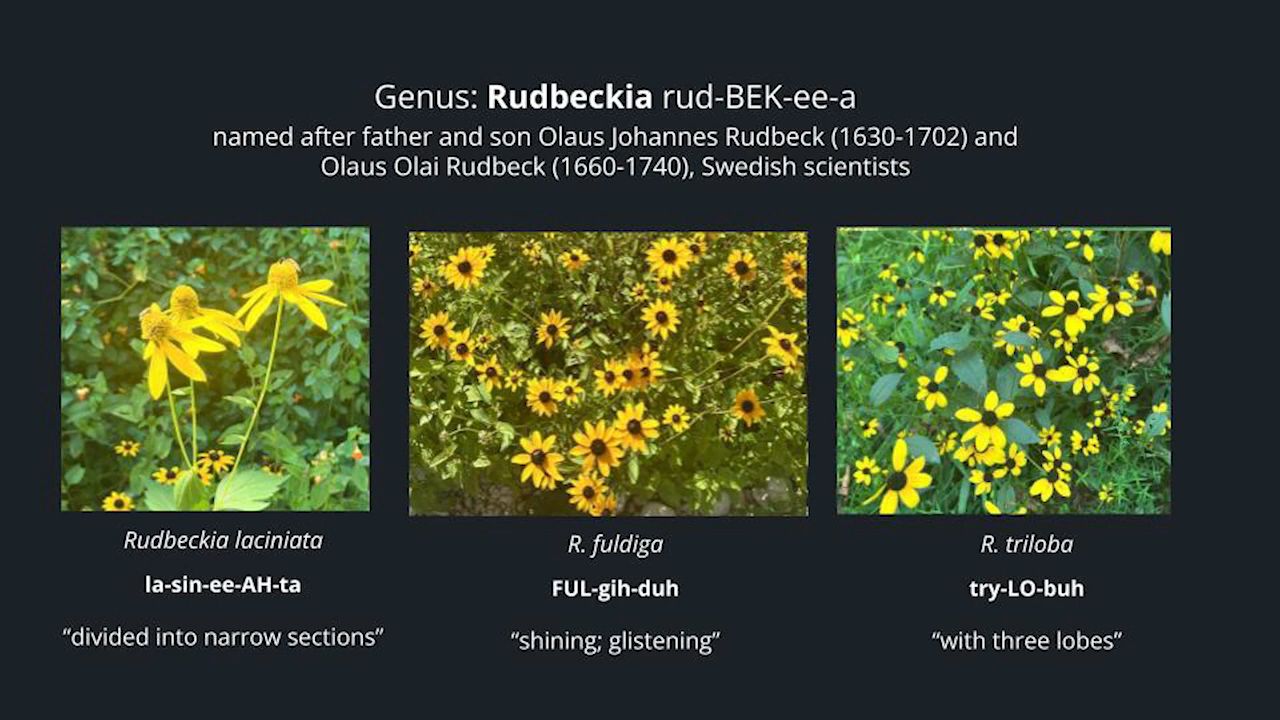 Genus: Rudbeckia rud-BEK-ee-a
named after father and son Olaus Johannes Rudbeck (1630-1702) and
Olaus Olai Rudbeck (1660-1740), Swedish scientists
Rudbeckia laciniata
la-sin-ee-AH-ta
“divided into narrow sections”
R. fuldiga
FUL-gih-duh
“shining; glistening”
R. triloba
try-LO-buh
“with three lobes”